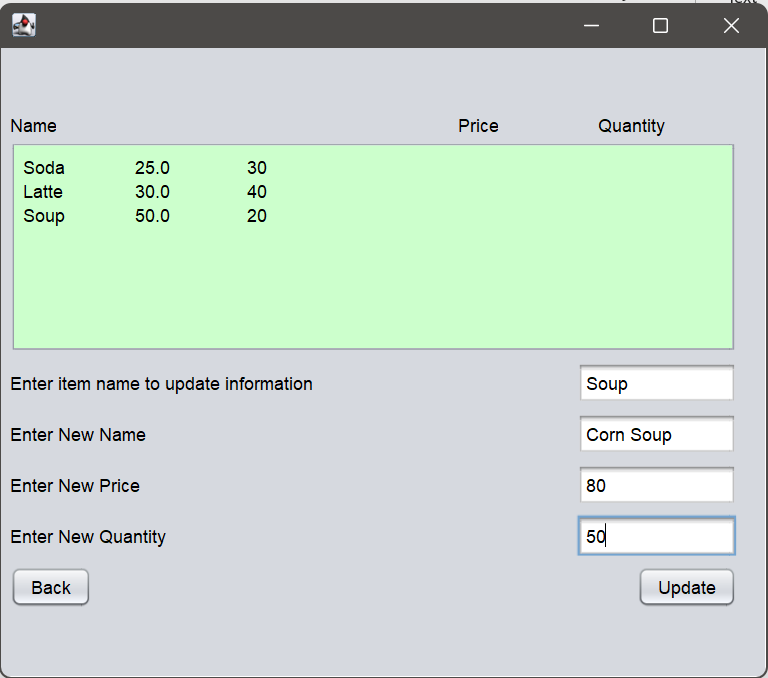 Name Price Quantity
Soda 25.0 30
Latte 30.0 40
Soup 50.0 20
Enter item name to update information Soup
Enter New Name Corn Soup
Enter New Price 80
Enter New Quantity 50
Back Update